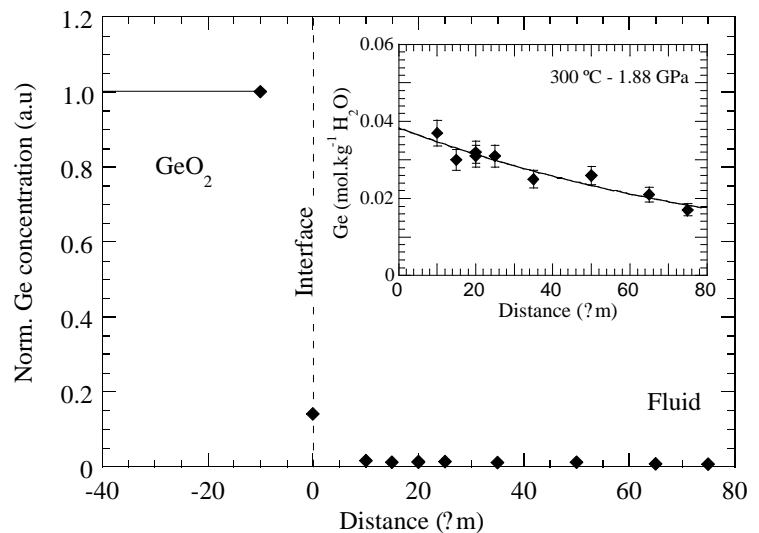 1.2
1.0
0.8
0.6
0.4
0.2
0
Norm. Ge concentration (a.u)
GeO2
Interface
Fluid
-40 -20 0 20 40 60 80
Distance (?m)
0.06
0.04
0.02
0
Ge (mol.kg-1 H2O)
300 ºC - 1.88 GPa
0 20 40 60 80
Distance (?m)